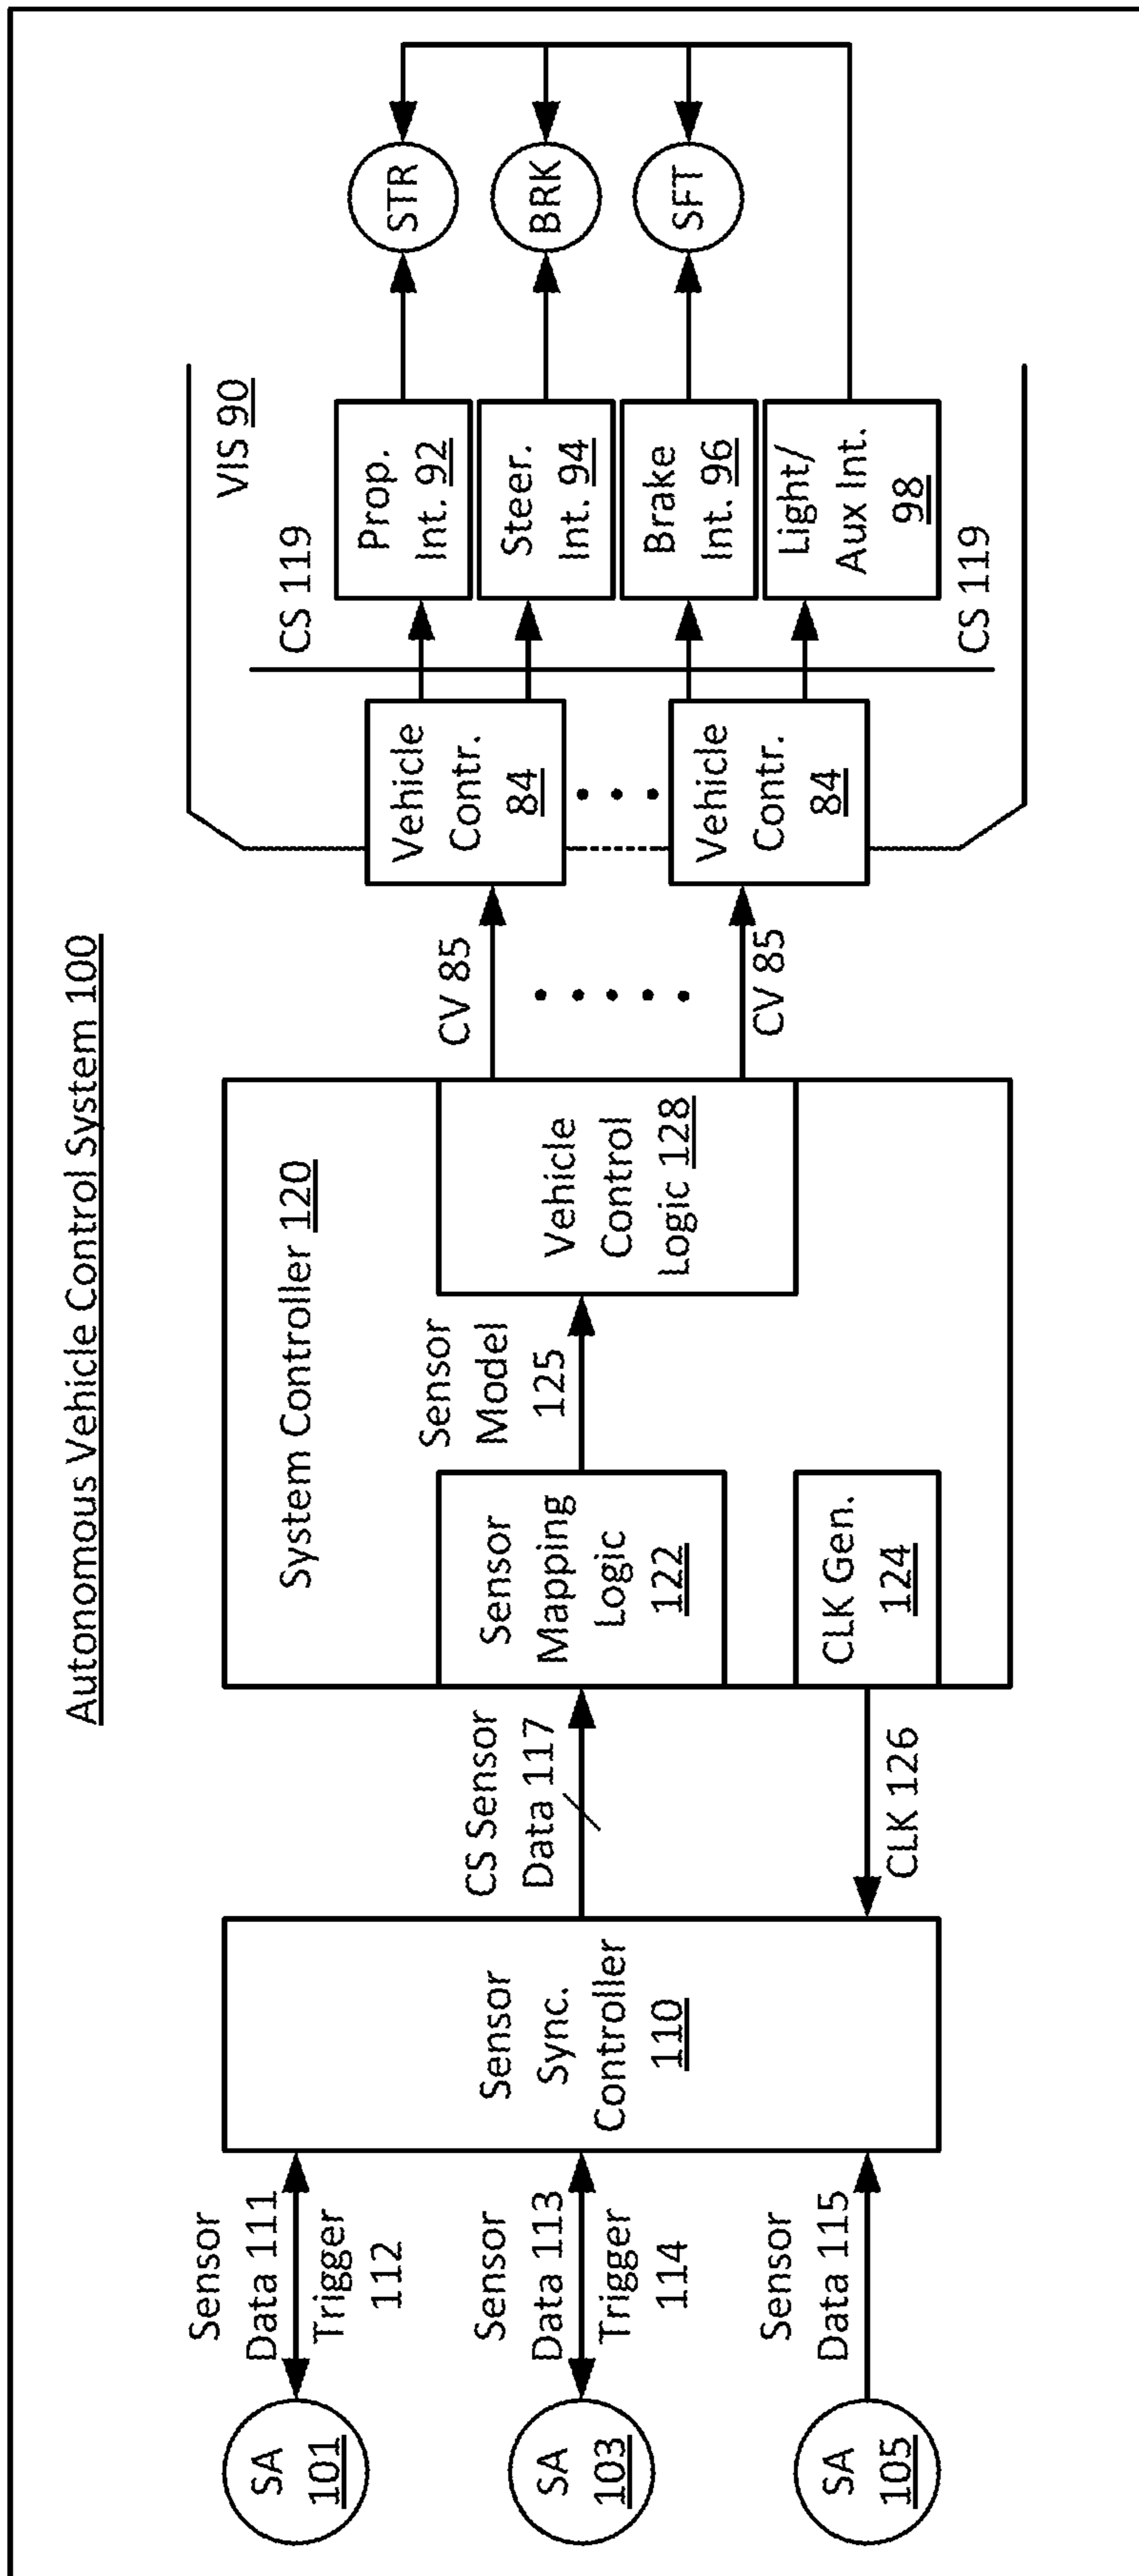 Autonomous Vehicle Control System 100
SA
101
Sensor
Data 111
Trigger
112
SA
103
Sensor
Data 113
Trigger
114
SA
105
Sensor
Data 115
Sensor
Sync.
Controller
110
CS Sensor
Data 117
CLK 126
System Controller 120
Sensor
Mapping
Logic
122
CLK Gen.
124
Sensor
Model
125
Vehicle
Control
Logic 128
CV 85
CV 85
Vehicle
Contr.
84
Vehicle
Contr.
84
VIS 90
CS 119
Prop.
Int. 92
Steer.
Int. 94
Brake
Int. 96
Light/
Aux Int.
98
CS 119
STR
BRK
SFT